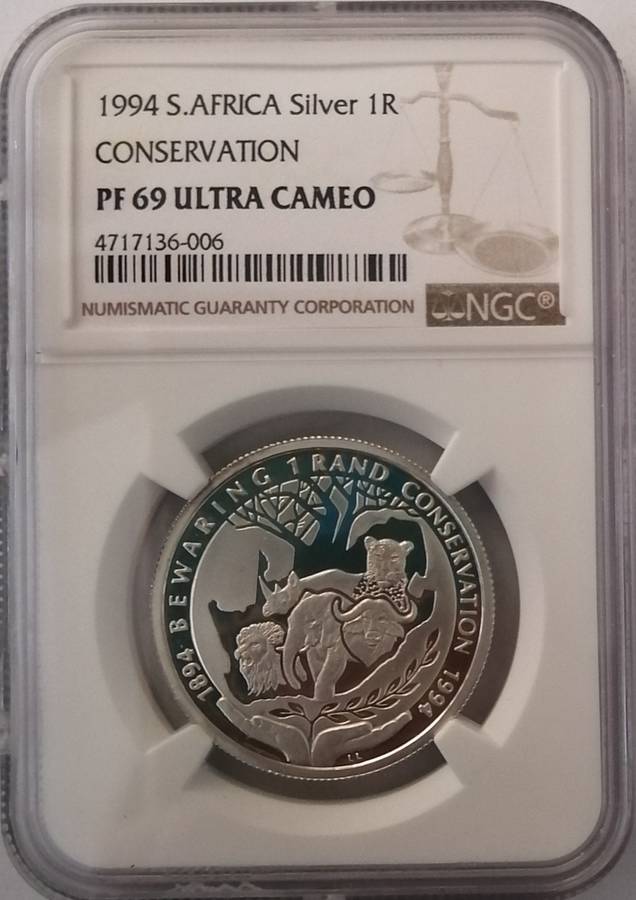 1994 S.AFRICA Silver 1R
CONSERVATION
PF 69 ULTRA CAMEO
4717136-006
NUMISMATIC GUARANTY CORPORATION
NGC®
1894 BEWARING 1 RAND CONSERVATION 1994
LL